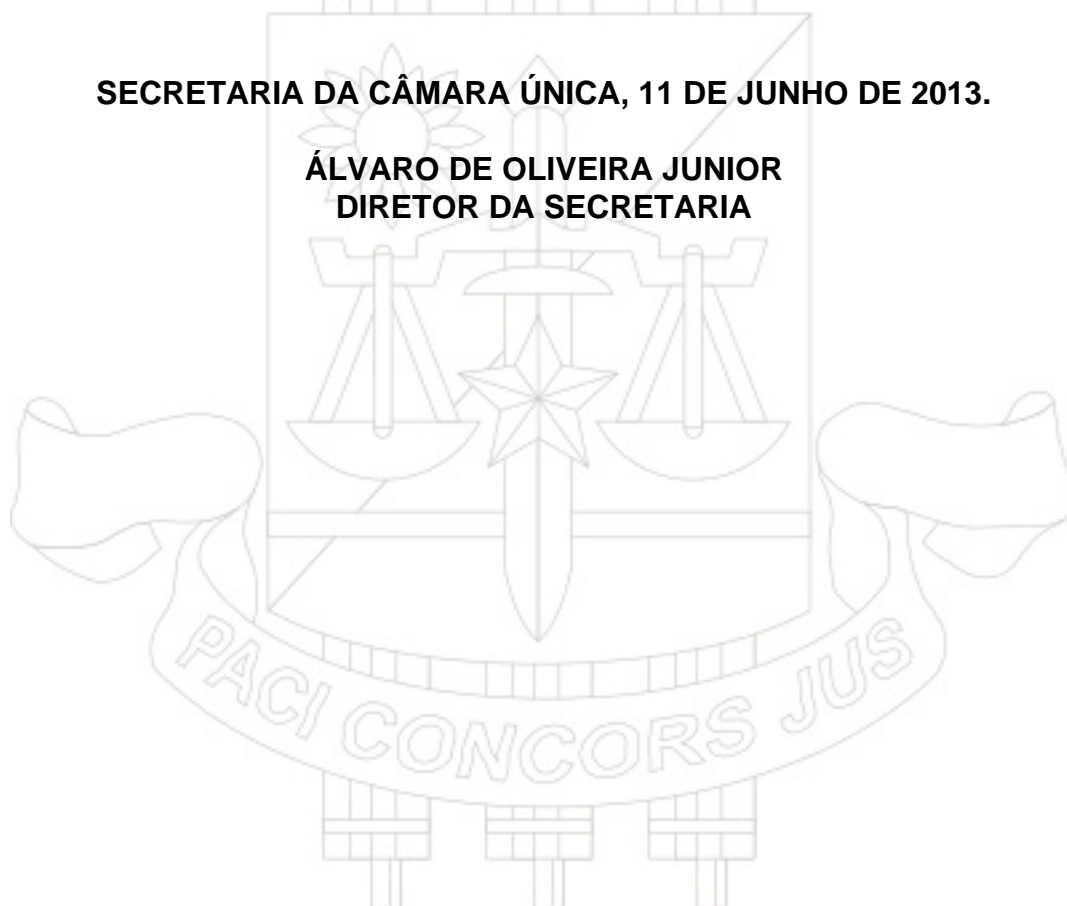 SECRETARIA DA CÂMARA ÚNICA, 11 DE JUNHO DE 2013.
ÁLVARO DE OLIVEIRA JUNIOR
DIRETOR DA SECRETARIA
PACI CONCORS JUS